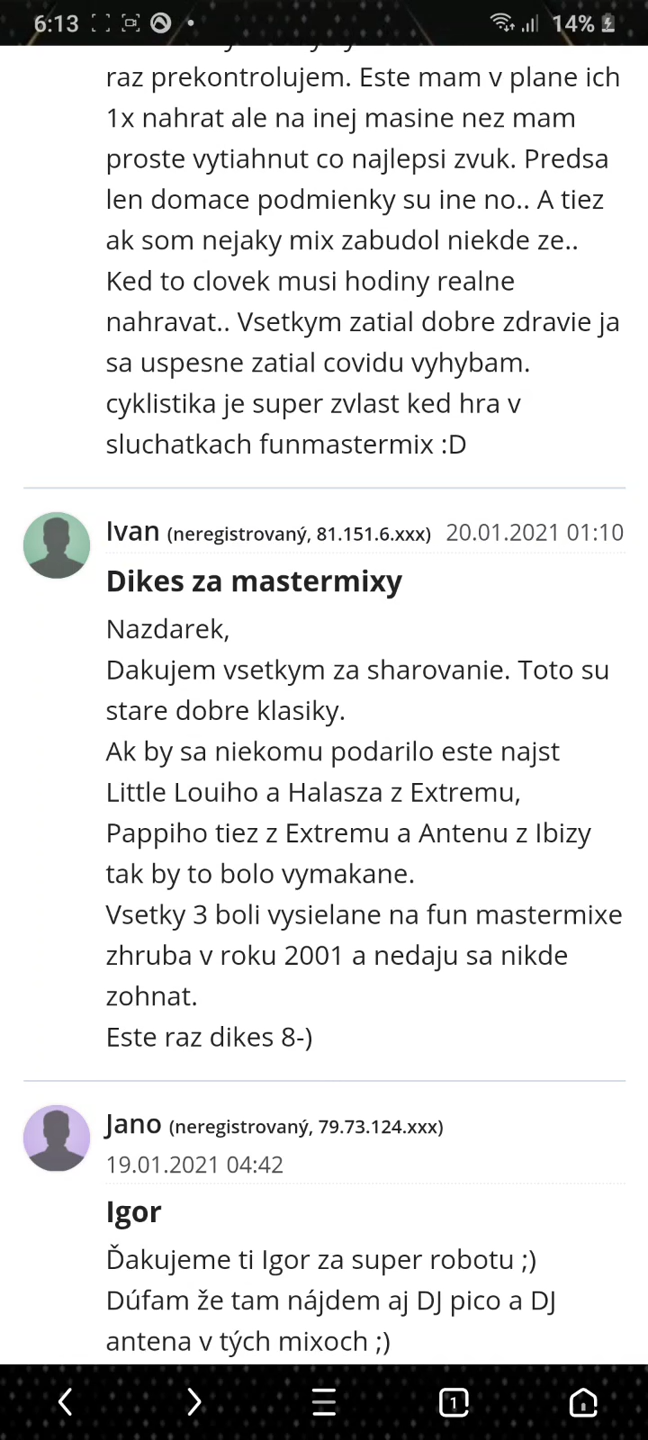 6:13
14%
raz prekontrolujem. Este mam v plane ich
1x nahrat ale na inej masine nez mam
proste vytiahnut co najlepsi zvuk. Predsa
len domace podmienky su ine no.. A tiez
ak som nejaky mix zabudol niekde ze..
Ked to clovek musi hodiny realne
nahravat.. Vsetkym zatial dobre zdravie ja
sa uspesne zatial covidu vyhybam.
cyklistika je super zvlast ked hra v
sluchatkach funmastermix :D
Ivan (neregistrovaný, 81.151.6.xxx) 20.01.2021 01:10
Dikes za mastermixy
Nazdarek,
Dakujem vsetkym za sharovanie. Toto su
stare dobre klasiky.
Ak by sa niekomu podarilo este najst
Little Louiho a Halasza z Extremu,
Pappiho tiez z Extremu a Antenu z Ibizy
tak by to bolo vymakane.
Vsetky 3 boli vysielane na fun mastermixe
zhruba v roku 2001 a nedaju sa nikde
zohnat.
Este raz dikes 8-)
Jano (neregistrovaný, 79.73.124.xxx)
19.01.2021 04:42
Igor
Ďakujeme ti Igor za super robotu ;)
Dúfam že tam nájdem aj DJ pico a DJ
antena v tých mixoch ;)
1